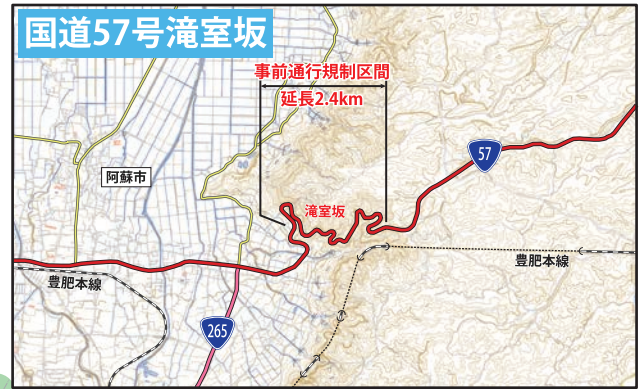 国道57号滝室坂
事前通行規制区間
延長2.4km
57
阿蘇市
滝室坂
豊肥本線
豊肥本線
265